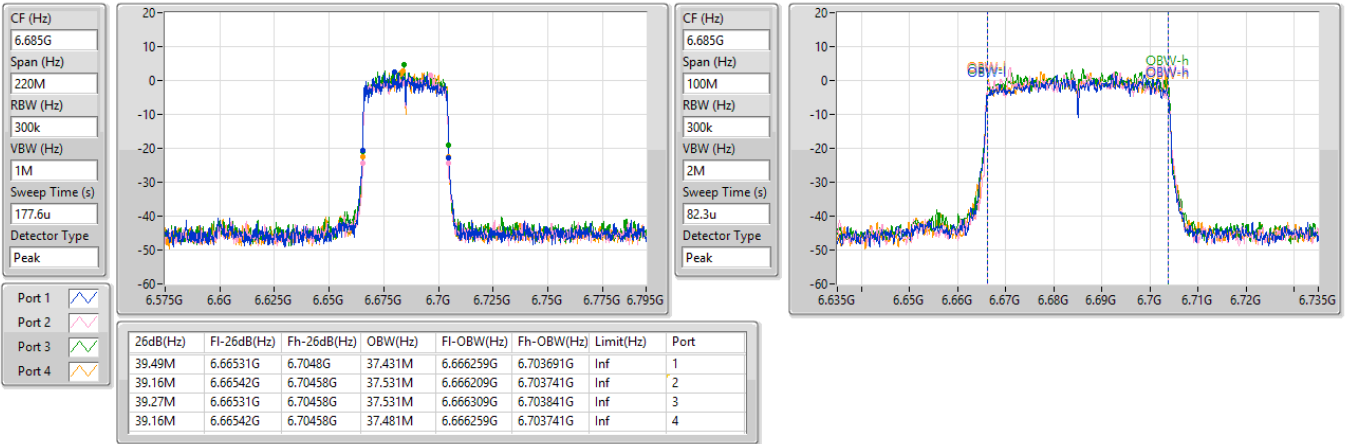 CF (Hz)
6.685G
Span (Hz)
220M
RBW (Hz)
300k
VBW (Hz)
1M
Sweep Time (s)
177.6u
Detector Type
Peak
20
10
0
-10
-20
-30
-40
-50
-60
6.575G 6.6G 6.625G 6.65G 6.675G 6.7G 6.725G 6.75G 6.775G 6.795G
CF (Hz)
6.685G
Span (Hz)
100M
RBW (Hz)
300k
VBW (Hz)
2M
Sweep Time (s)
82.3u
Detector Type
Peak
20
10
0
-10
-20
-30
-40
-50
-60
OBW-l
OBW-h
OBW-h
6.635G 6.65G 6.66G 6.67G 6.68G 6.69G 6.7G 6.71G 6.72G 6.735G
Port 1
Port 2
Port 3
Port 4
26dB(Hz) Fl-26dB(Hz) Fh-26dB(Hz) OBW(Hz) Fl-OBW(Hz) Fh-OBW(Hz) Limit(Hz) Port
39.49M 6.66531G 6.7048G 37.431M 6.666259G 6.703691G Inf 1
39.16M 6.66542G 6.70458G 37.531M 6.666209G 6.703741G Inf 2
39.27M 6.66531G 6.70458G 37.531M 6.666309G 6.703841G Inf 3
39.16M 6.66542G 6.70458G 37.481M 6.666259G 6.703741G Inf 4